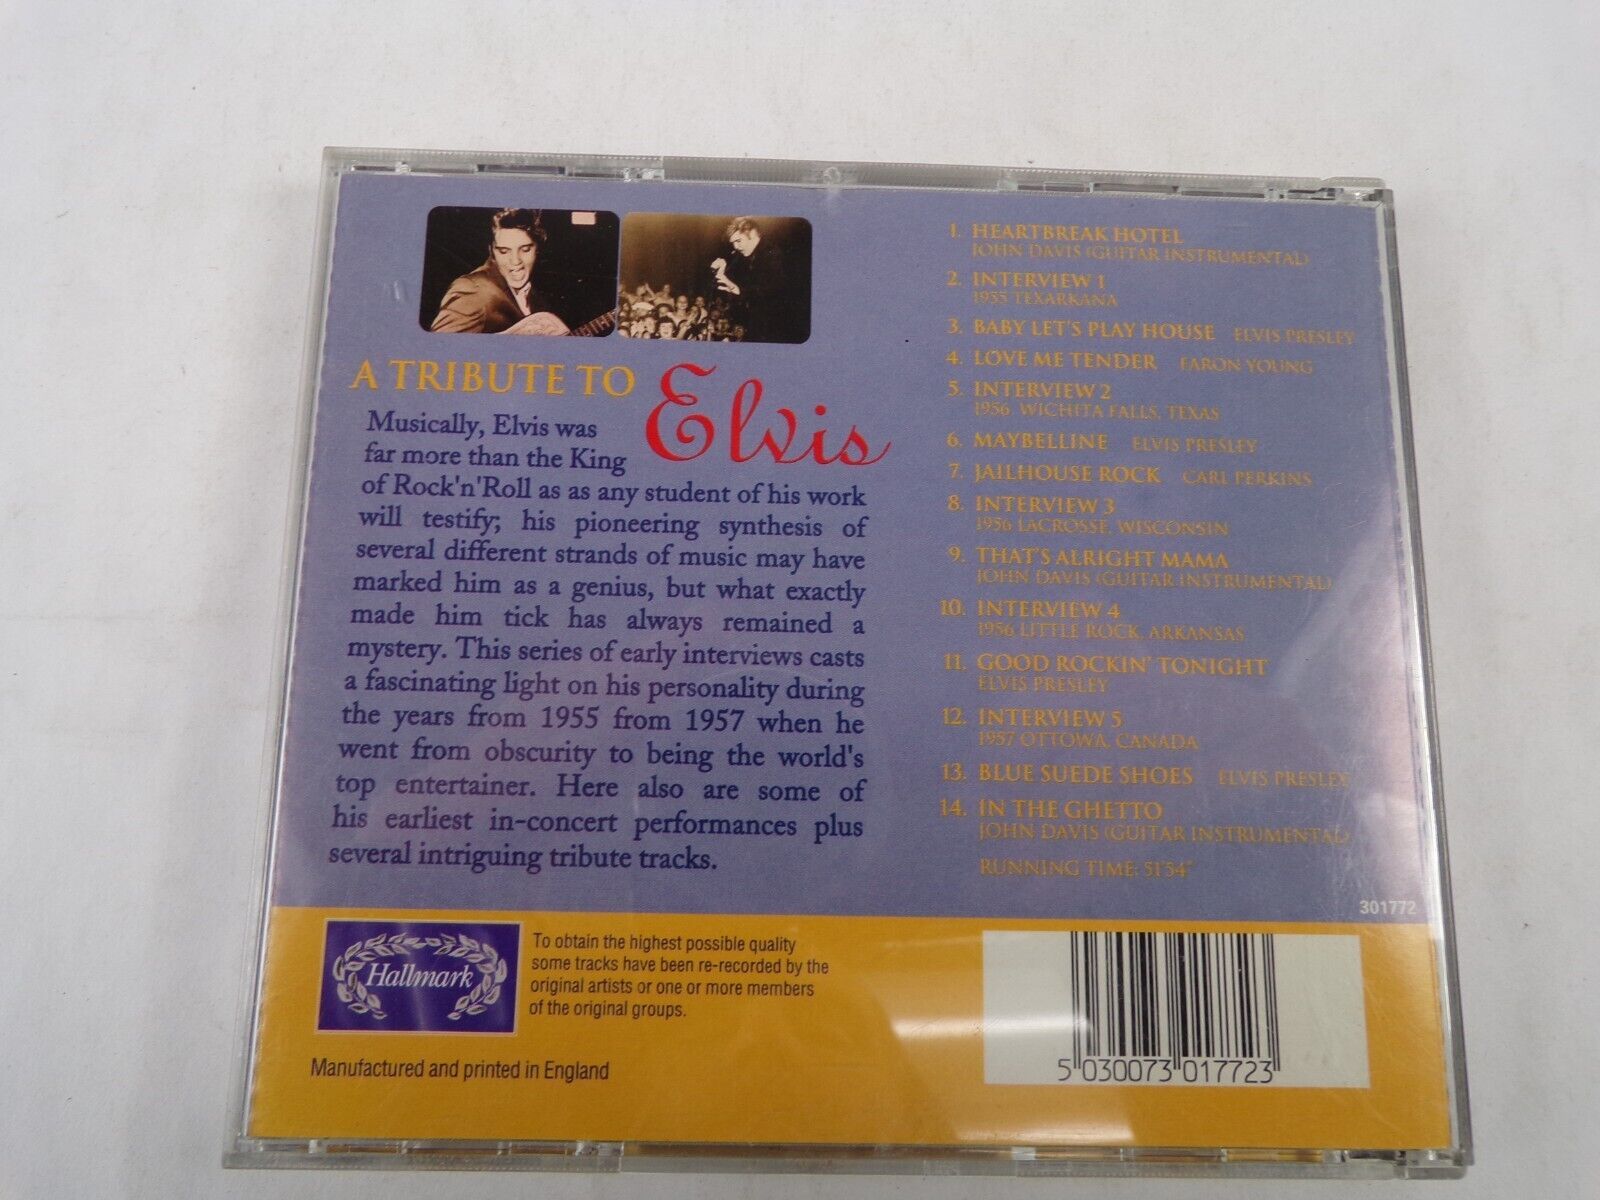 A TRIBUTE TO Elvis
Musically, Elvis was
far more than the King
of Rock'n'Roll as as any student of his work
will testify; his pioneering synthesis of
several different strands of music may have
marked him as a genius, but what exactly
made him tick has always remained a
mystery. This series of early interviews casts
a fascinating light on his personality during
the years from 1955 from 1957 when he
went from obscurity to being the world's
top entertainer. Here also are some of
his earliest in-concert performances plus
several intriguing tribute tracks.
1. HEARTBREAK HOTEL
JOHN DAVIS (GUITAR INSTRUMENTAL)
2. INTERVIEW 1
1955 TEXARKANA
3. BABY LET'S PLAY HOUSE ELVIS PRESLEY
4. LOVE ME TENDER FARON YOUNG
5. INTERVIEW 2
1956 WICHITA FALLS, TEXAS
6. MAYBELLINE ELVIS PRESLEY
7. JAILHOUSE ROCK CARL PERKINS
8. INTERVIEW 3
1956 LACROSSE, WISCONSIN
9. THAT'S ALRIGHT MAMA
JOHN DAVIS (GUITAR INSTRUMENTAL)
10. INTERVIEW 4
1956 LITTLE ROCK, ARKANSAS
11. GOOD ROCKIN' TONIGHT
ELVIS PRESLEY
12. INTERVIEW 5
1957 OTTOWA, CANADA
13. BLUE SUEDE SHOES ELVIS PRESLEY
14. IN THE GHETTO
JOHN DAVIS (GUITAR INSTRUMENTAL)
RUNNING TIME: 51'54"
301772
Hallmark
To obtain the highest possible quality
some tracks have been re-recorded by the
original artists or one or more members
of the original groups.
Manufactured and printed in England
5 030073 017723